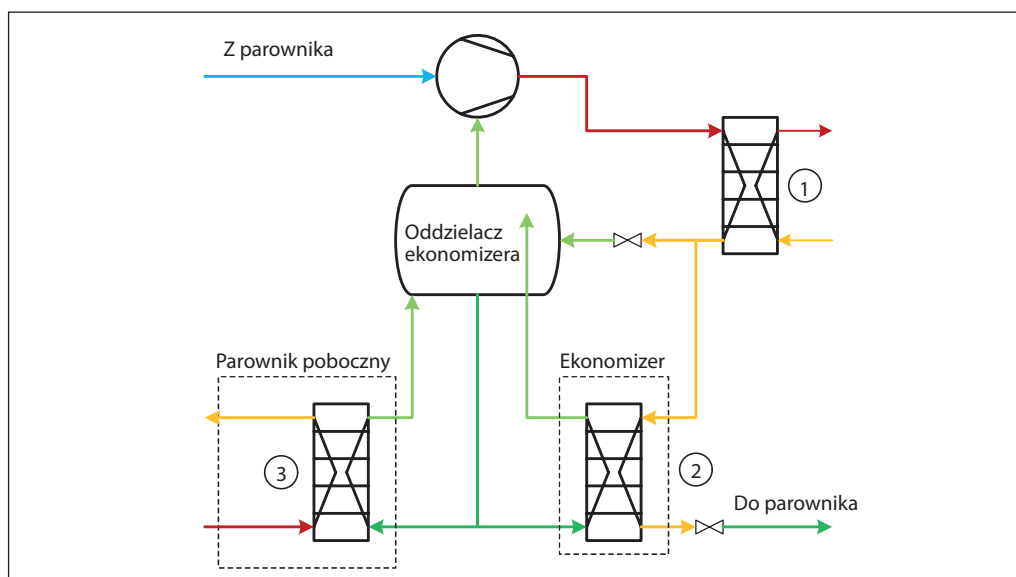 Z parownika
1
Oddzielacz
ekonomizera
Parownik poboczny
Ekonomizer
3
2
Do parownika